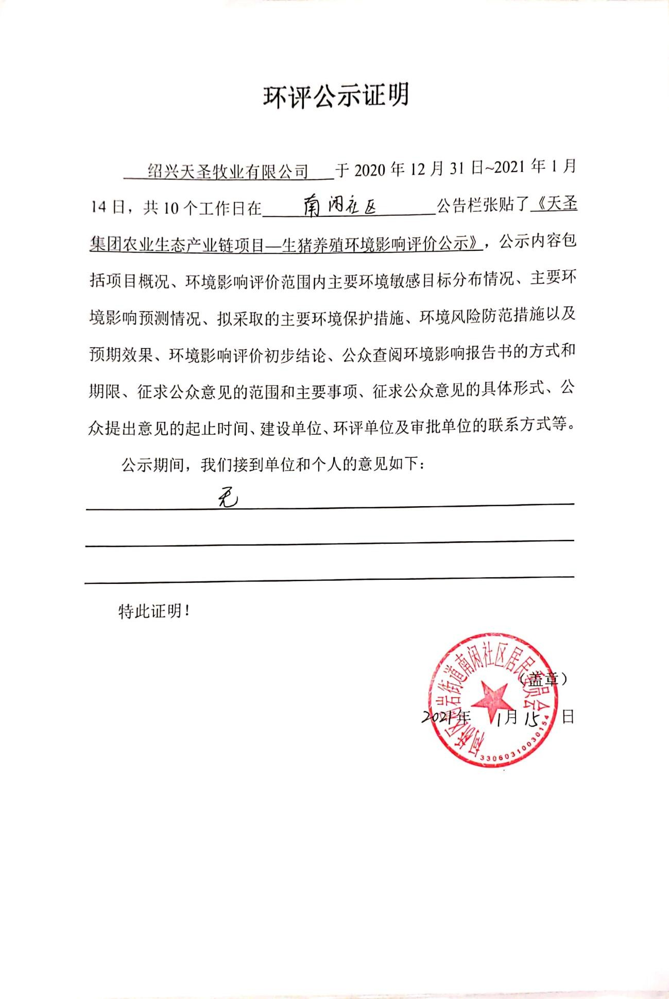 环评公示证明
绍兴天圣牧业有限公司 于 2020 年 12 月 31 日~2021 年 1 月
14 日，共 10 个工作日在 南闲社区 公告栏张贴了《天圣
集团农业生态产业链项目—生猪养殖环境影响评价公示》，公示内容包
括项目概况、环境影响评价范围内主要环境敏感目标分布情况、主要环
境影响预测情况、拟采取的主要环境保护措施、环境风险防范措施以及
预期效果、环境影响评价初步结论、公众查阅环境影响报告书的方式和
期限、征求公众意见的范围和主要事项、征求公众意见的具体形式、公
众提出意见的起止时间、建设单位、环评单位及审批单位的联系方式等。
公示期间，我们接到单位和个人的意见如下：
无
特此证明！
（盖章）
2021 年 1 月 15 日
柯桥区柯岩街道南闲社区居民委员会
33060310030154